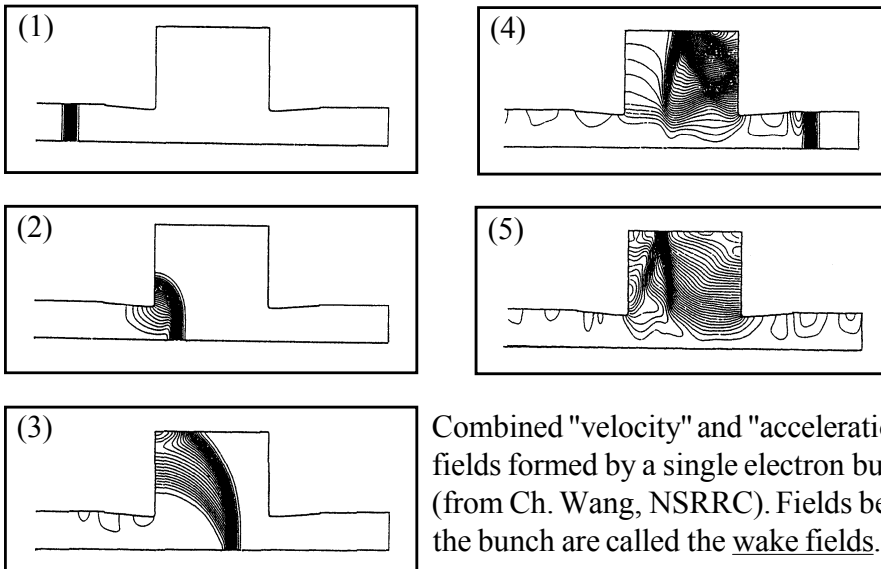 (1)
(2)
(3)
(4)
(5)
Combined "velocity" and "acceleratio
fields formed by a single electron bu
(from Ch. Wang, NSRRC). Fields be
the bunch are called the wake fields.